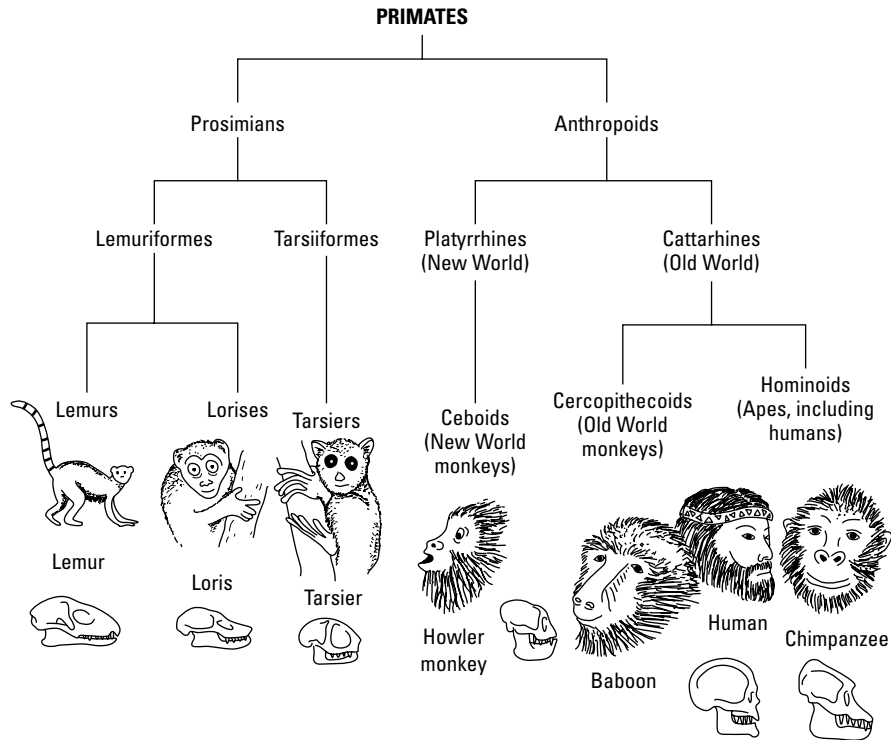 PRIMATES
Prosimians
Anthropoids
Lemuriformes
Tarsiiformes
Platyrrhines
(New World)
Cattarhines
(Old World)
Lemurs
Lorises
Tarsiers
Ceboids
(New World
monkeys)
Cercopithecoids
(Old World
monkeys)
Hominoids
(Apes, including
humans)
Lemur
Loris
Tarsier
Howler
monkey
Baboon
Human
Chimpanzee